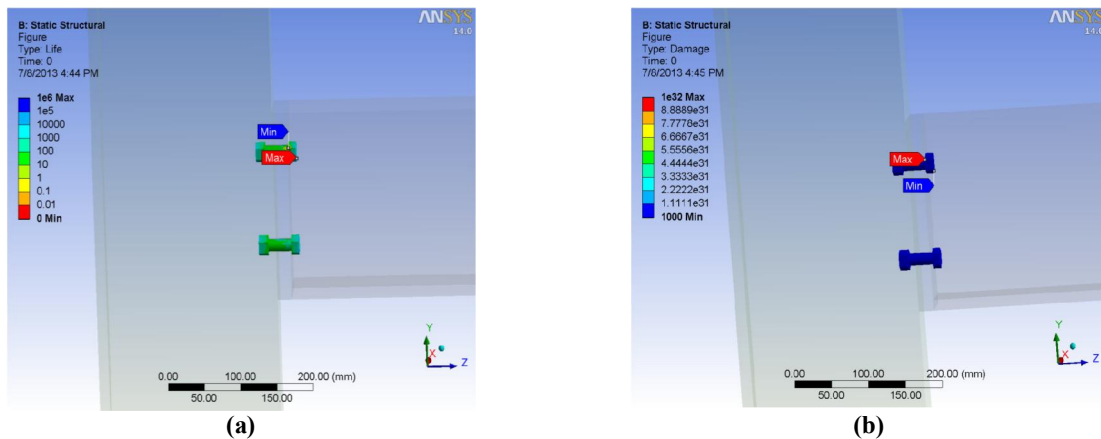 ANSYS
14.0
B: Static Structural
Figure
Type: Life
Time: 0
7/6/2013 4:44 PM
1e6 Max
1e5
10000
1000
100
10
1
0.1
0.01
0 Min
Min
Max
Y
X
Z
0.00 100.00 200.00 (mm)
50.00 150.00
(a)
ANSYS
14.0
B: Static Structural
Figure
Type: Damage
Time: 0
7/6/2013 4:45 PM
1e32 Max
8.8889e31
7.7778e31
6.6667e31
5.5556e31
4.4444e31
3.3333e31
2.2222e31
1.1111e31
1000 Min
Max
Min
Y
X
Z
0.00 100.00 200.00 (mm)
50.00 150.00
(b)